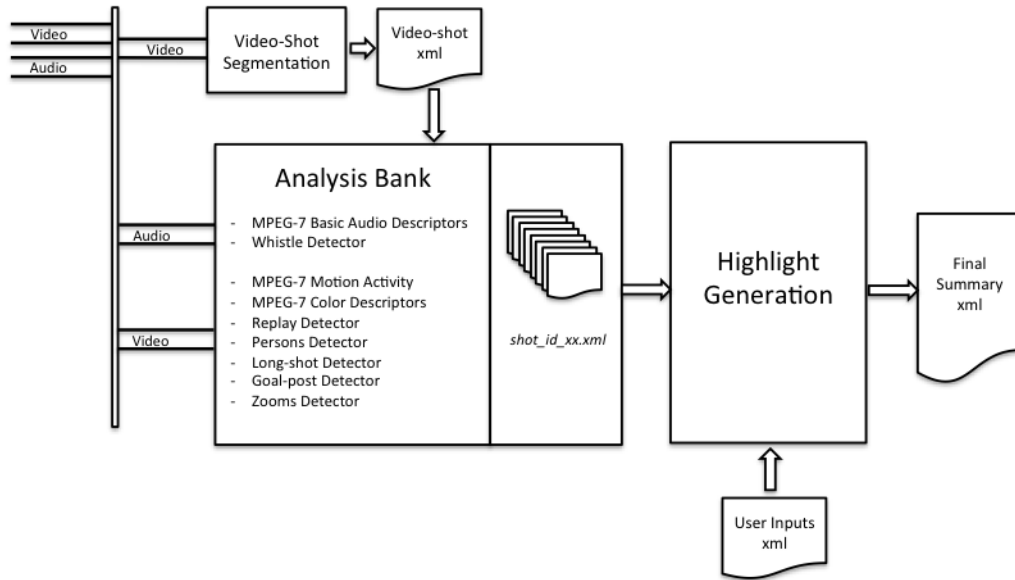 Video
Audio
Video
Video-Shot
Segmentation
Video-shot
xml
Analysis Bank
- MPEG-7 Basic Audio Descriptors
- Whistle Detector
- MPEG-7 Motion Activity
- MPEG-7 Color Descriptors
- Replay Detector
- Persons Detector
- Long-shot Detector
- Goal-post Detector
- Zooms Detector
Audio
Video
shot_id_xx.xml
Highlight
Generation
Final
Summary
xml
User Inputs
xml